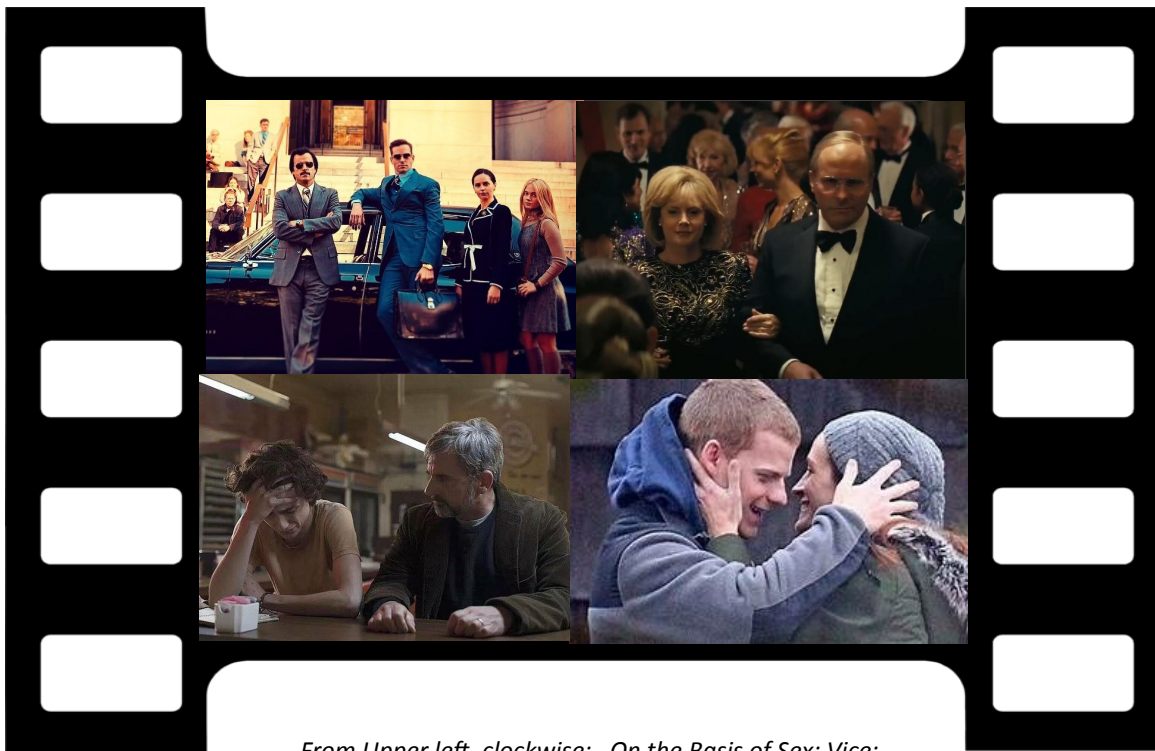 From Upper left, clockwise: On the Basis of Sex; Vice;